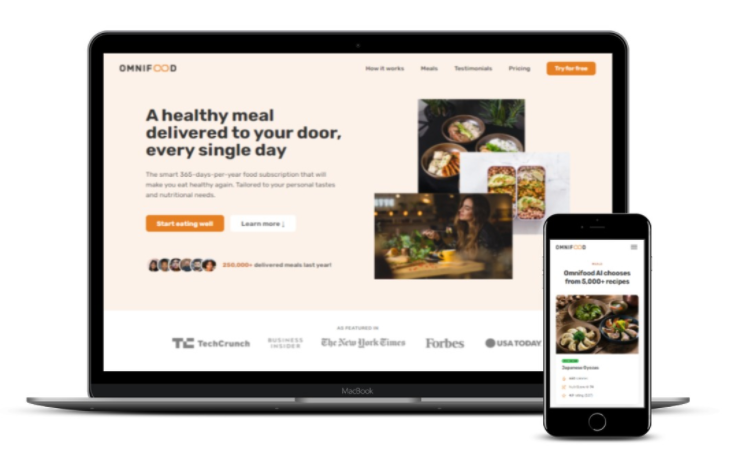 OMNIFOOD
How it works Meals Testimonials Pricing Try for free
A healthy meal
delivered to your door,
every single day
The smart 365-days-per-year food subscription that will
make you eat healthy again. Tailored to your personal tastes
and nutritional needs.
Start eating well Learn more ↓
250,000+ delivered meals last year!
AS FEATURED IN
TechCrunch BUSINESS INSIDER The New York Times Forbes USA TODAY
MacBook
OMNIFOOD
MEALS
Omnifood AI chooses
from 5,000+ recipes
Japanese Gyozas